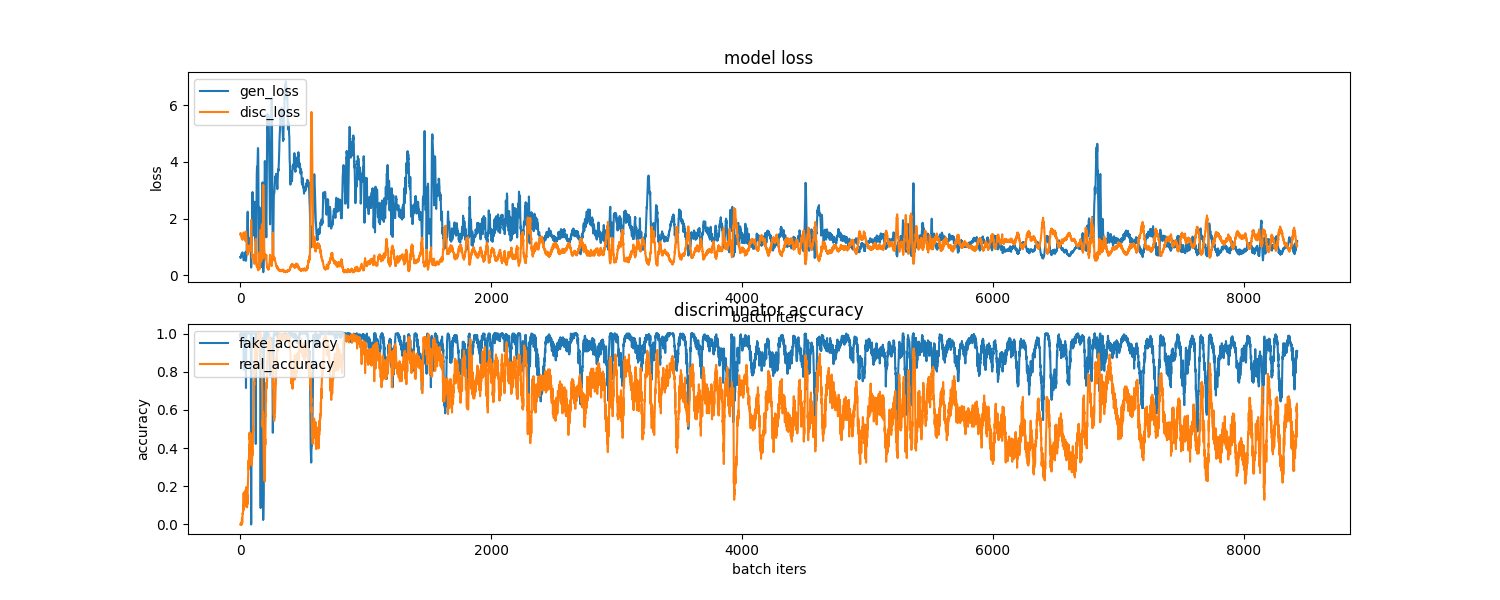 model loss
gen_loss
disc_loss
6
4
2
0
loss
0 2000 4000 6000 8000
batch iters
discriminator accuracy
fake_accuracy
real_accuracy
1.0
0.8
0.6
0.4
0.2
0.0
accuracy
0 2000 4000 6000 8000
batch iters